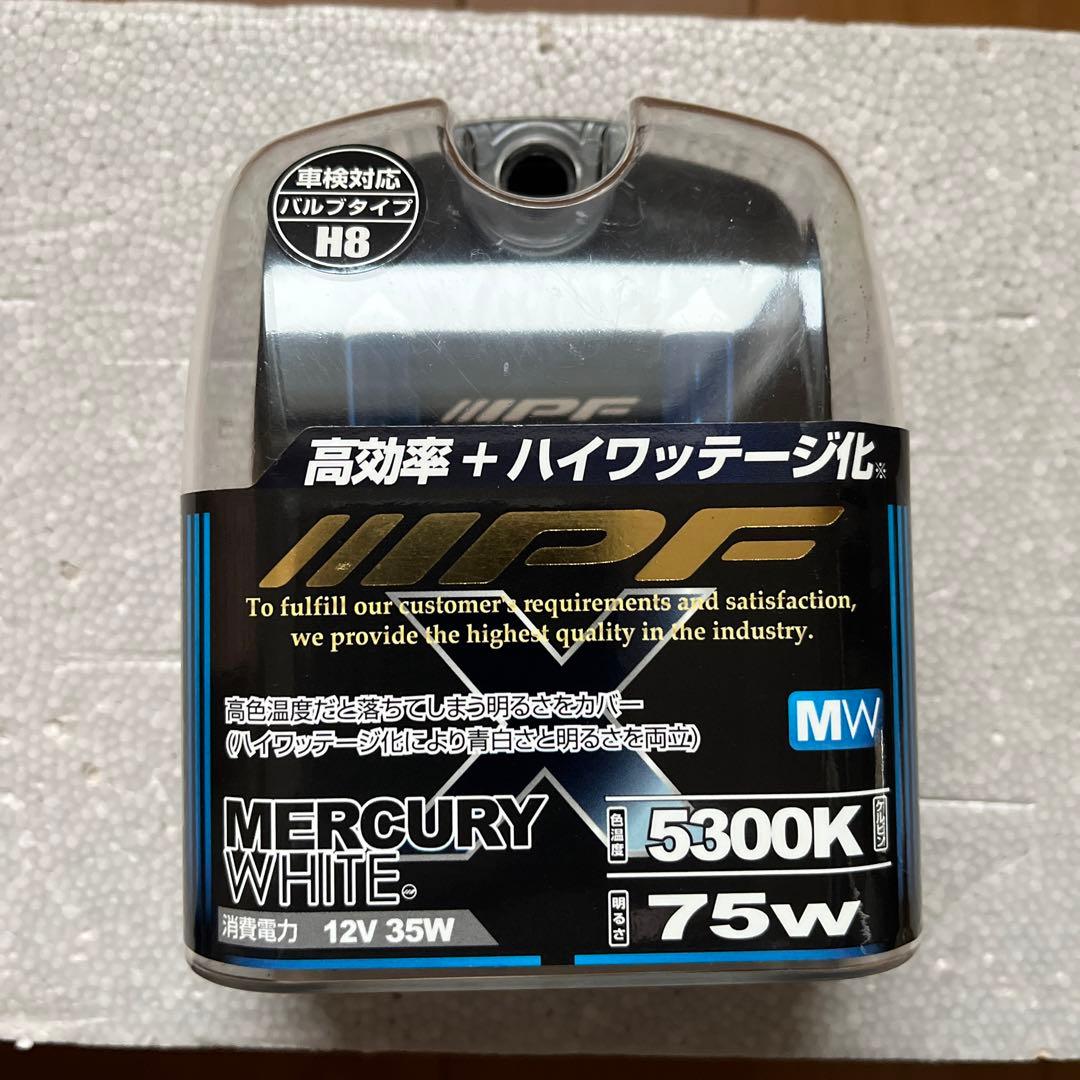 車検対応
バルブタイプ
H8
IPF
高効率+ハイワッテージ化※
IPF
X
To fulfill our customer's requirements and satisfaction,
we provide the highest quality in the industry.
高色温度だと落ちてしまう明るさをカバー
(ハイワッテージ化により青白さと明るさを両立)
MW
MERCURY
WHITE
色温度 5300K ケルビン
明るさ 75w
消費電力 12V 35W